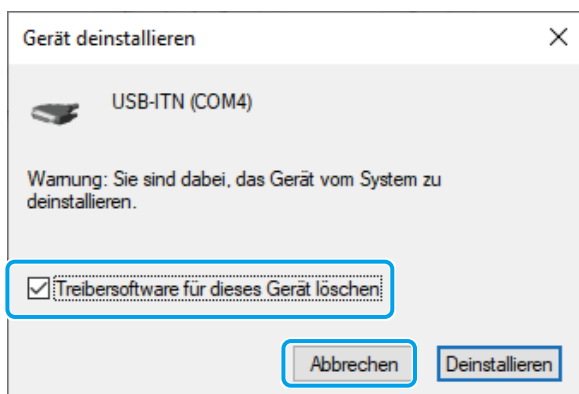 Gerät deinstallieren
USB-ITN (COM4)
Warnung: Sie sind dabei, das Gerät vom System zu
deinstallieren.
Treibersoftware für dieses Gerät löschen
Abbrechen Deinstallieren